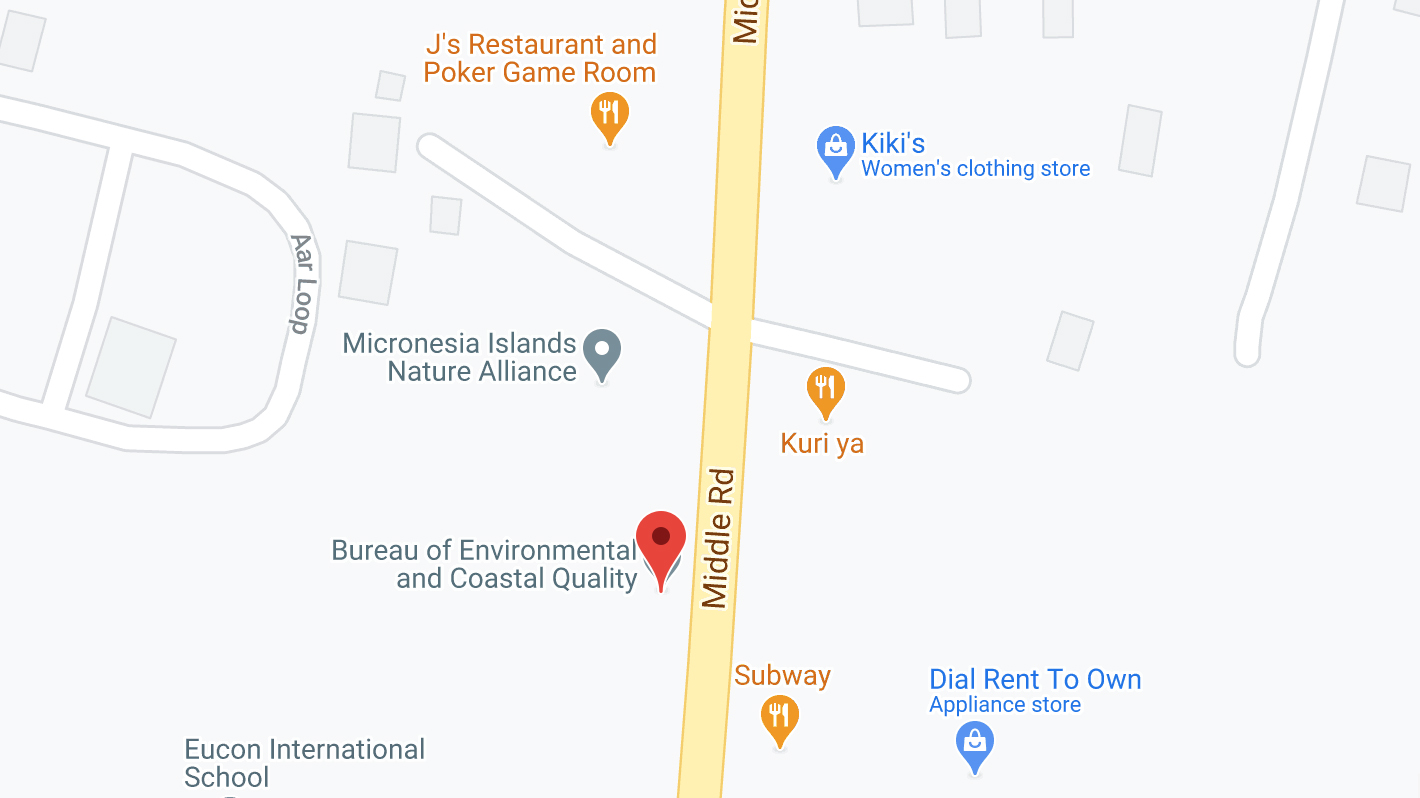 Mic
J's Restaurant and
Poker Game Room
Kiki's
Women's clothing store
Aar Loop
Micronesia Islands
Nature Alliance
Kuri ya
Middle Rd
Bureau of Environmental
and Coastal Quality
Subway
Dial Rent To Own
Appliance store
Eucon International
School